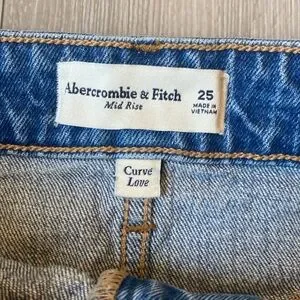 Abercrombie & Fitch
Mid Rise
25
MADE IN
VIETNAM
Curve
Love